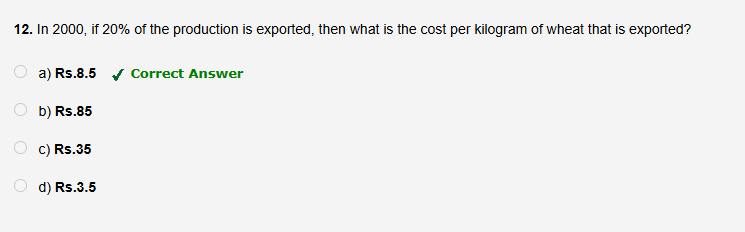 12. In 2000, if 20% of the production is exported, then what is the cost per kilogram of wheat that is exported?
a) Rs.8.5 ✓ Correct Answer
b) Rs.85
c) Rs.35
d) Rs.3.5